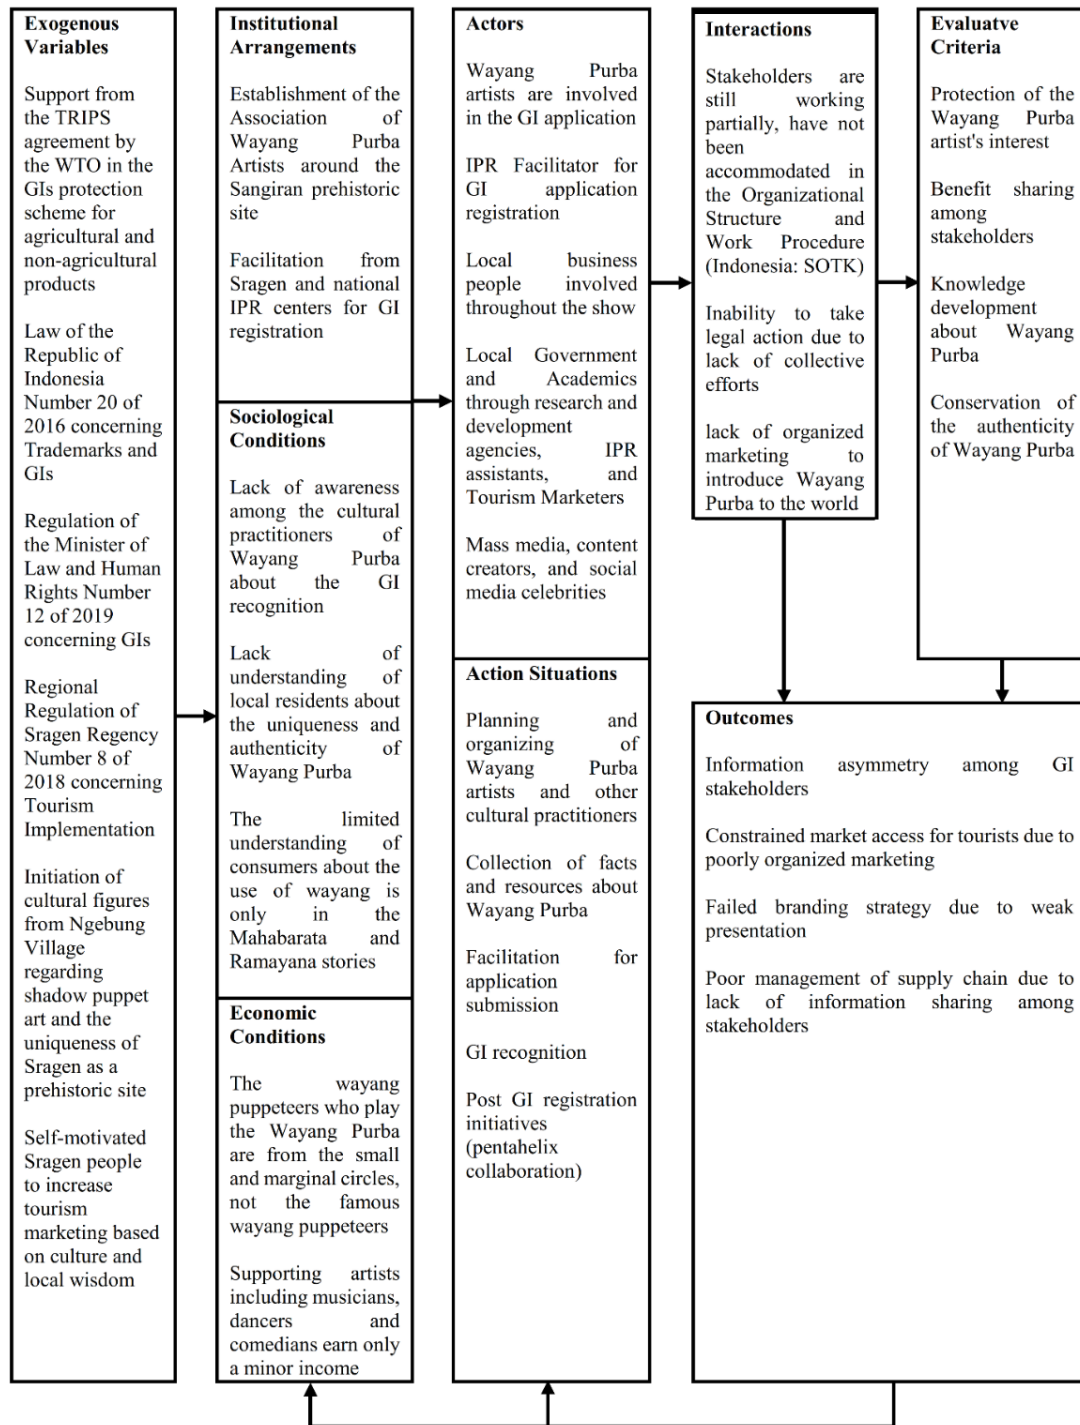 Exogenous
Variables
Support from
the TRIPS
agreement by
the WTO in the
GIs protection
scheme for
agricultural and
non-agricultural
products
Law of the
Republic of
Indonesia
Number 20 of
2016 concerning
Trademarks and
GIs
Regulation of
the Minister of
Law and Human
Rights Number
12 of 2019
concerning GIs
Regional
Regulation of
Sragen Regency
Number 8 of
2018 concerning
Tourism
Implementation
Initiation of
cultural figures
from Ngebung
Village
regarding
shadow puppet
art and the
uniqueness of
Sragen as a
prehistoric site
Self-motivated
Sragen people
to increase
tourism
marketing based
on culture and
local wisdom
Institutional
Arrangements
Establishment of the
Association of
Wayang Purba
Artists around the
Sangiran prehistoric
site
Facilitation from
Sragen and national
IPR centers for GI
registration
Sociological
Conditions
Lack of awareness
among the cultural
practitioners of
Wayang Purba
about the GI
recognition
Lack of
understanding of
local residents about
the uniqueness and
authenticity of
Wayang Purba
The limited
understanding of
consumers about the
use of wayang is
only in the
Mahabarata and
Ramayana stories
Economic
Conditions
The wayang
puppeteers who play
the Wayang Purba
are from the small
and marginal circles,
not the famous
wayang puppeteers
Supporting artists
including musicians,
dancers and
comedians earn only
a minor income
Actors
Wayang Purba
artists are involved
in the GI application
IPR Facilitator for
GI application
registration
Local business
people involved
throughout the show
Local Government
and Academics
through research and
development
agencies, IPR
assistants, and
Tourism Marketers
Mass media, content
creators, and social
media celebrities
Action Situations
Planning and
organizing of
Wayang Purba
artists and other
cultural practitioners
Collection of facts
and resources about
Wayang Purba
Facilitation for
application
submission
GI recognition
Post GI registration
initiatives
(pentahelix
collaboration)
Interactions
Stakeholders are
still working
partially, have not
been
accommodated in
the Organizational
Structure and
Work Procedure
(Indonesia: SOTK)
Inability to take
legal action due to
lack of collective
efforts
lack of organized
marketing to
introduce Wayang
Purba to the world
Evaluatve
Criteria
Protection of the
Wayang Purba
artist's interest
Benefit sharing
among
stakeholders
Knowledge
development
about Wayang
Purba
Conservation of
the authenticity
of Wayang Purba
Outcomes
Information asymmetry among GI
stakeholders
Constrained market access for tourists due to
poorly organized marketing
Failed branding strategy due to weak
presentation
Poor management of supply chain due to
lack of information sharing among
stakeholders